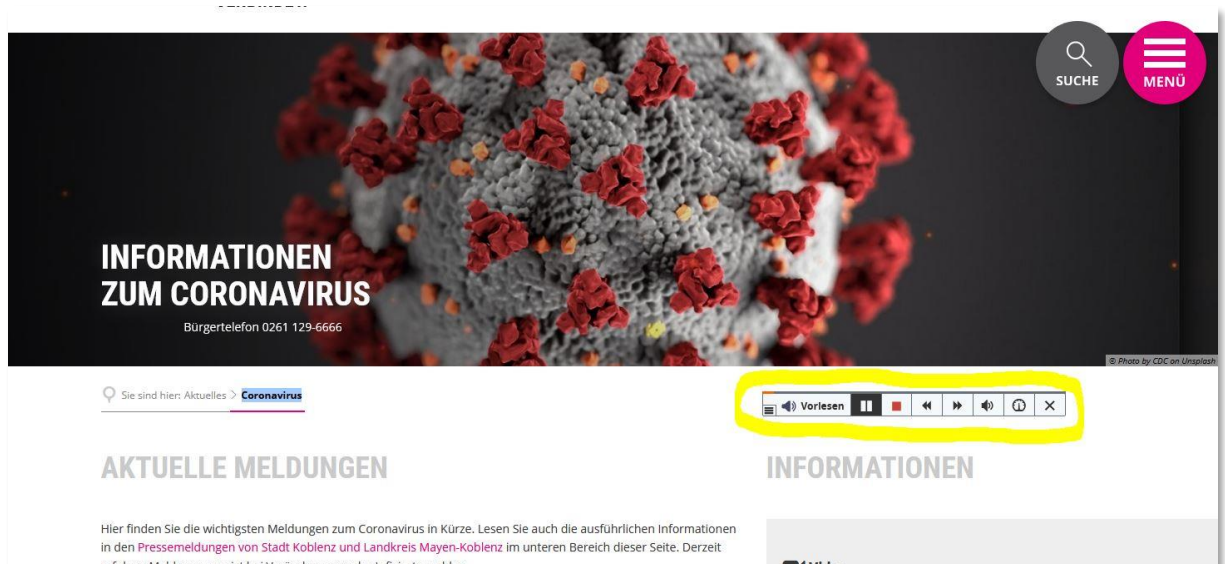 SUCHE
MENÜ
INFORMATIONEN
ZUM CORONAVIRUS
Bürgertelefon 0261 129-6666
© Photo by CDC on Unsplash
Sie sind hier: Aktuelles > Coronavirus
Vorlesen
AKTUELLE MELDUNGEN
INFORMATIONEN
Hier finden Sie die wichtigsten Meldungen zum Coronavirus in Kürze. Lesen Sie auch die ausführlichen Informationen
in den Pressemeldungen von Stadt Koblenz und Landkreis Mayen-Koblenz im unteren Bereich dieser Seite. Derzeit